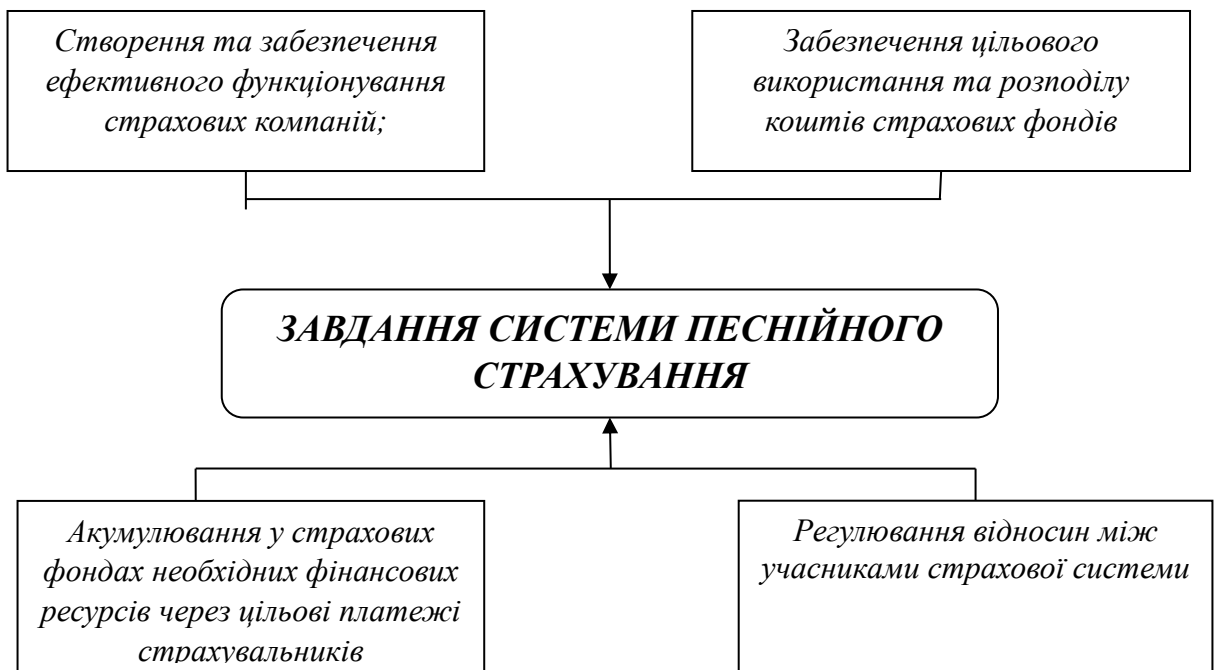 Створення та забезпечення
ефективного функціонування
страхових компаній;
Забезпечення цільового
використання та розподілу
коштів страхових фондів
ЗАВДАННЯ СИСТЕМИ ПЕСНІЙНОГО
СТРАХУВАННЯ
Акумулювання у страхових
фондах необхідних фінансових
ресурсів через цільові платежі
страхувальників
Регулювання відносин між
учасниками страхової системи